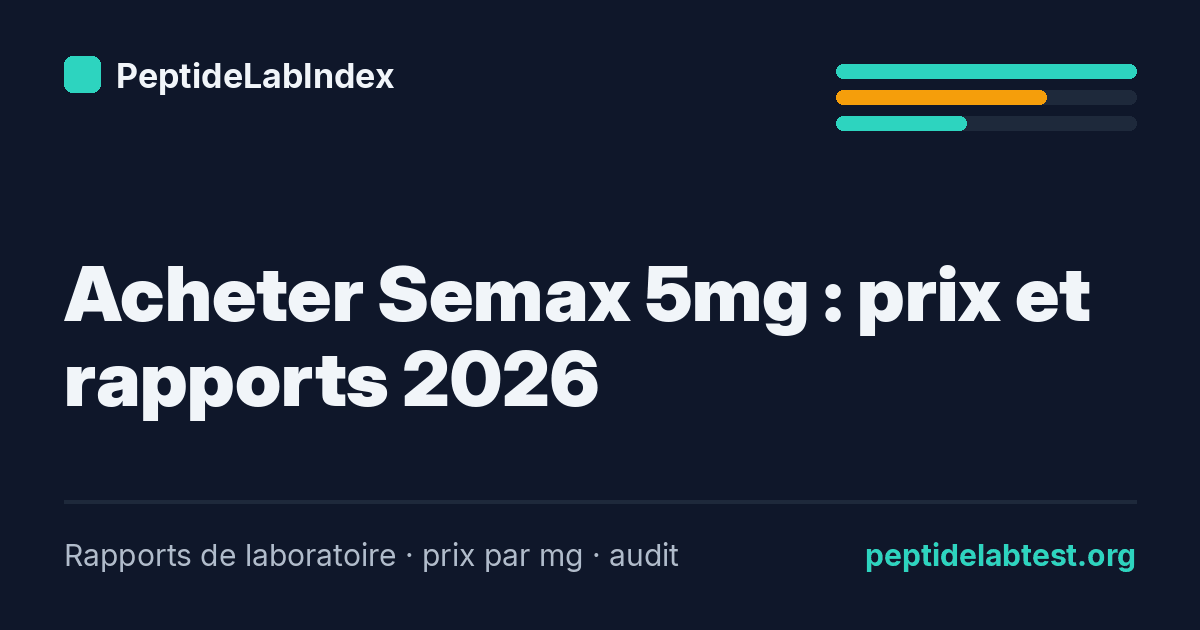 PeptideLabIndex
Acheter Semax 5mg : prix et
rapports 2026
Rapports de laboratoire · prix par mg · audit
peptidelabtest.org